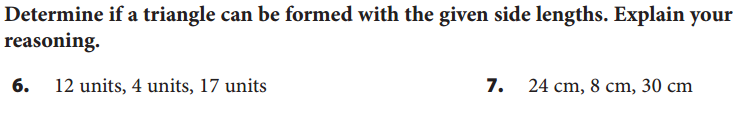 Determine if a triangle can be formed with the given side lengths. Explain your
reasoning.
6. 12 units, 4 units, 17 units
7. 24 cm, 8 cm, 30 cm